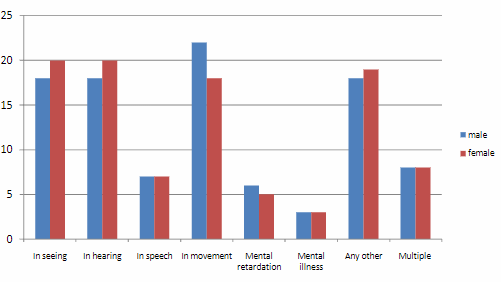 25
20
15
10
5
0
In seeing In hearing In speech In movement Mental retardation Mental illness Any other Multiple
male
female